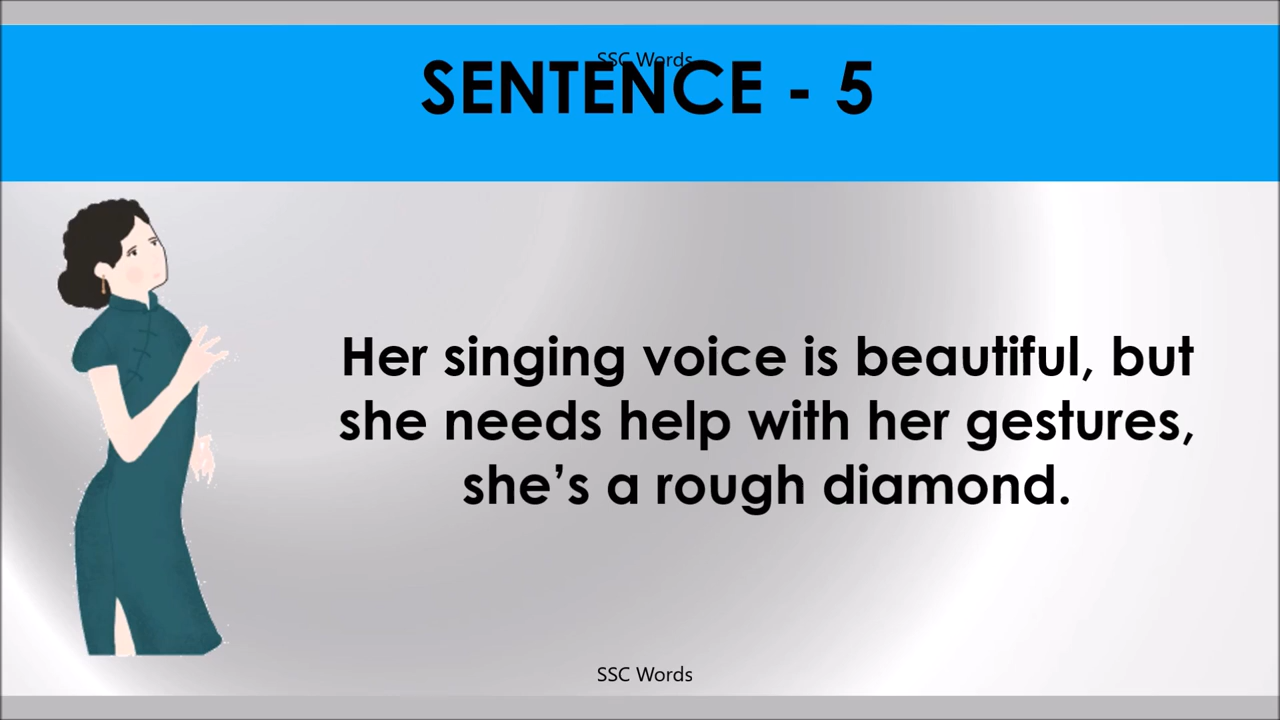 SSC Words
SENTENCE - 5
Her singing voice is beautiful, but
she needs help with her gestures,
she’s a rough diamond.
SSC Words